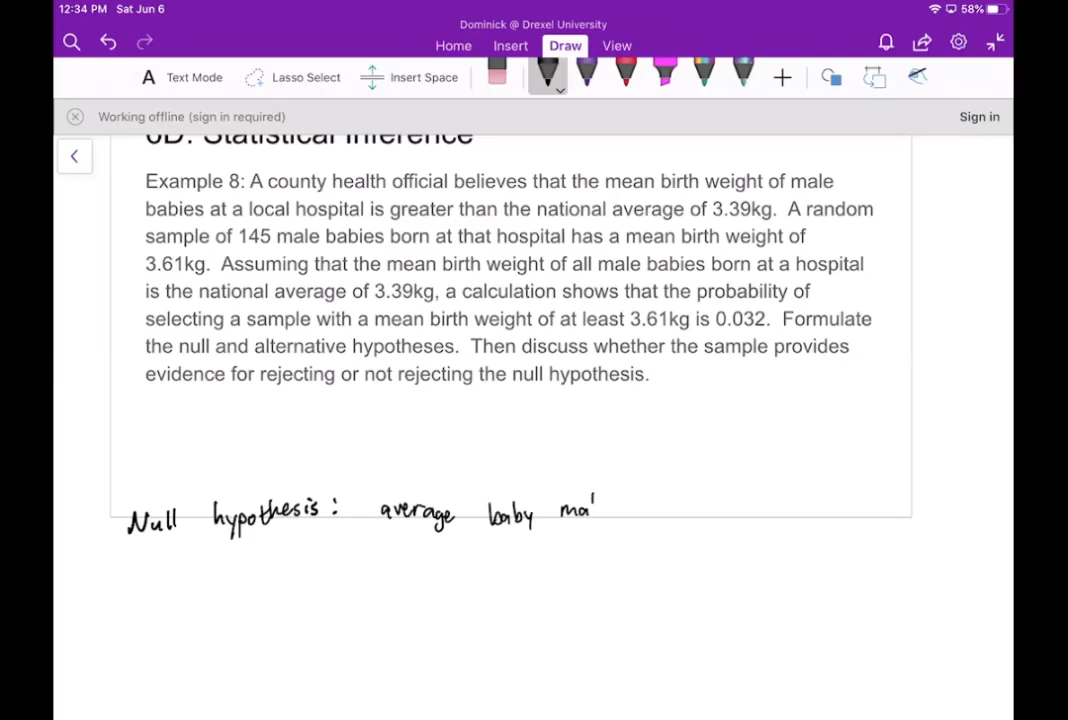 12:34 PM Sat Jun 6
58%
Dominick @ Drexel University
Home Insert Draw View
Text Mode Lasso Select Insert Space
Working offline (sign in required) Sign in
6D: Statistical Inference
Example 8: A county health official believes that the mean birth weight of male
babies at a local hospital is greater than the national average of 3.39kg. A random
sample of 145 male babies born at that hospital has a mean birth weight of
3.61kg. Assuming that the mean birth weight of all male babies born at a hospital
is the national average of 3.39kg, a calculation shows that the probability of
selecting a sample with a mean birth weight of at least 3.61kg is 0.032. Formulate
the null and alternative hypotheses. Then discuss whether the sample provides
evidence for rejecting or not rejecting the null hypothesis.
Null hypothesis: average baby ma